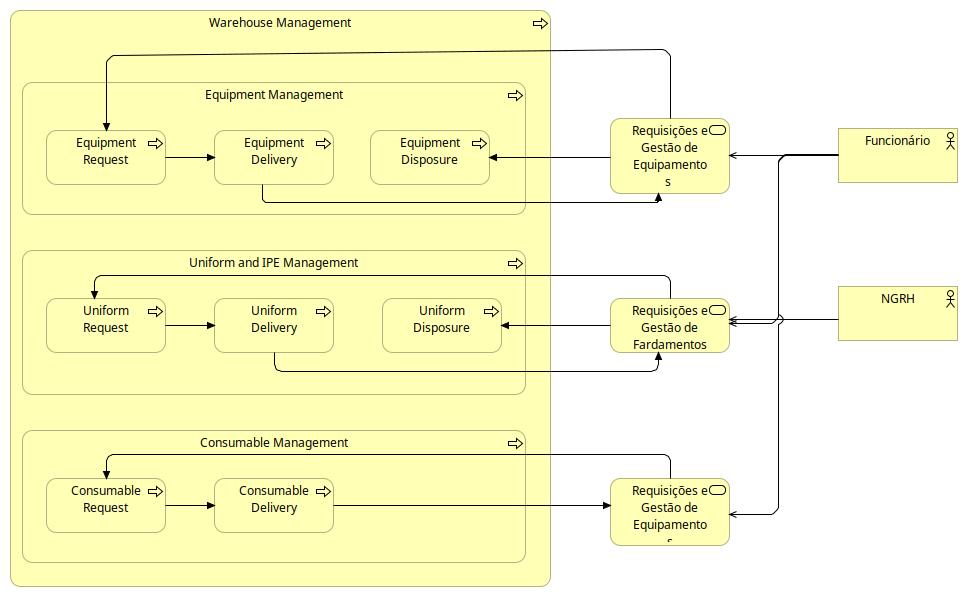 Warehouse Management
Equipment Management
Equipment
Request
Equipment
Delivery
Equipment
Disposure
Requisições e
Gestão de
Equipamento
s
Funcionário
Uniform and IPE Management
Uniform
Request
Uniform
Delivery
Uniform
Disposure
Requisições e
Gestão de
Fardamentos
NGRH
Consumable Management
Consumable
Request
Consumable
Delivery
Requisições e
Gestão de
Equipamento
s